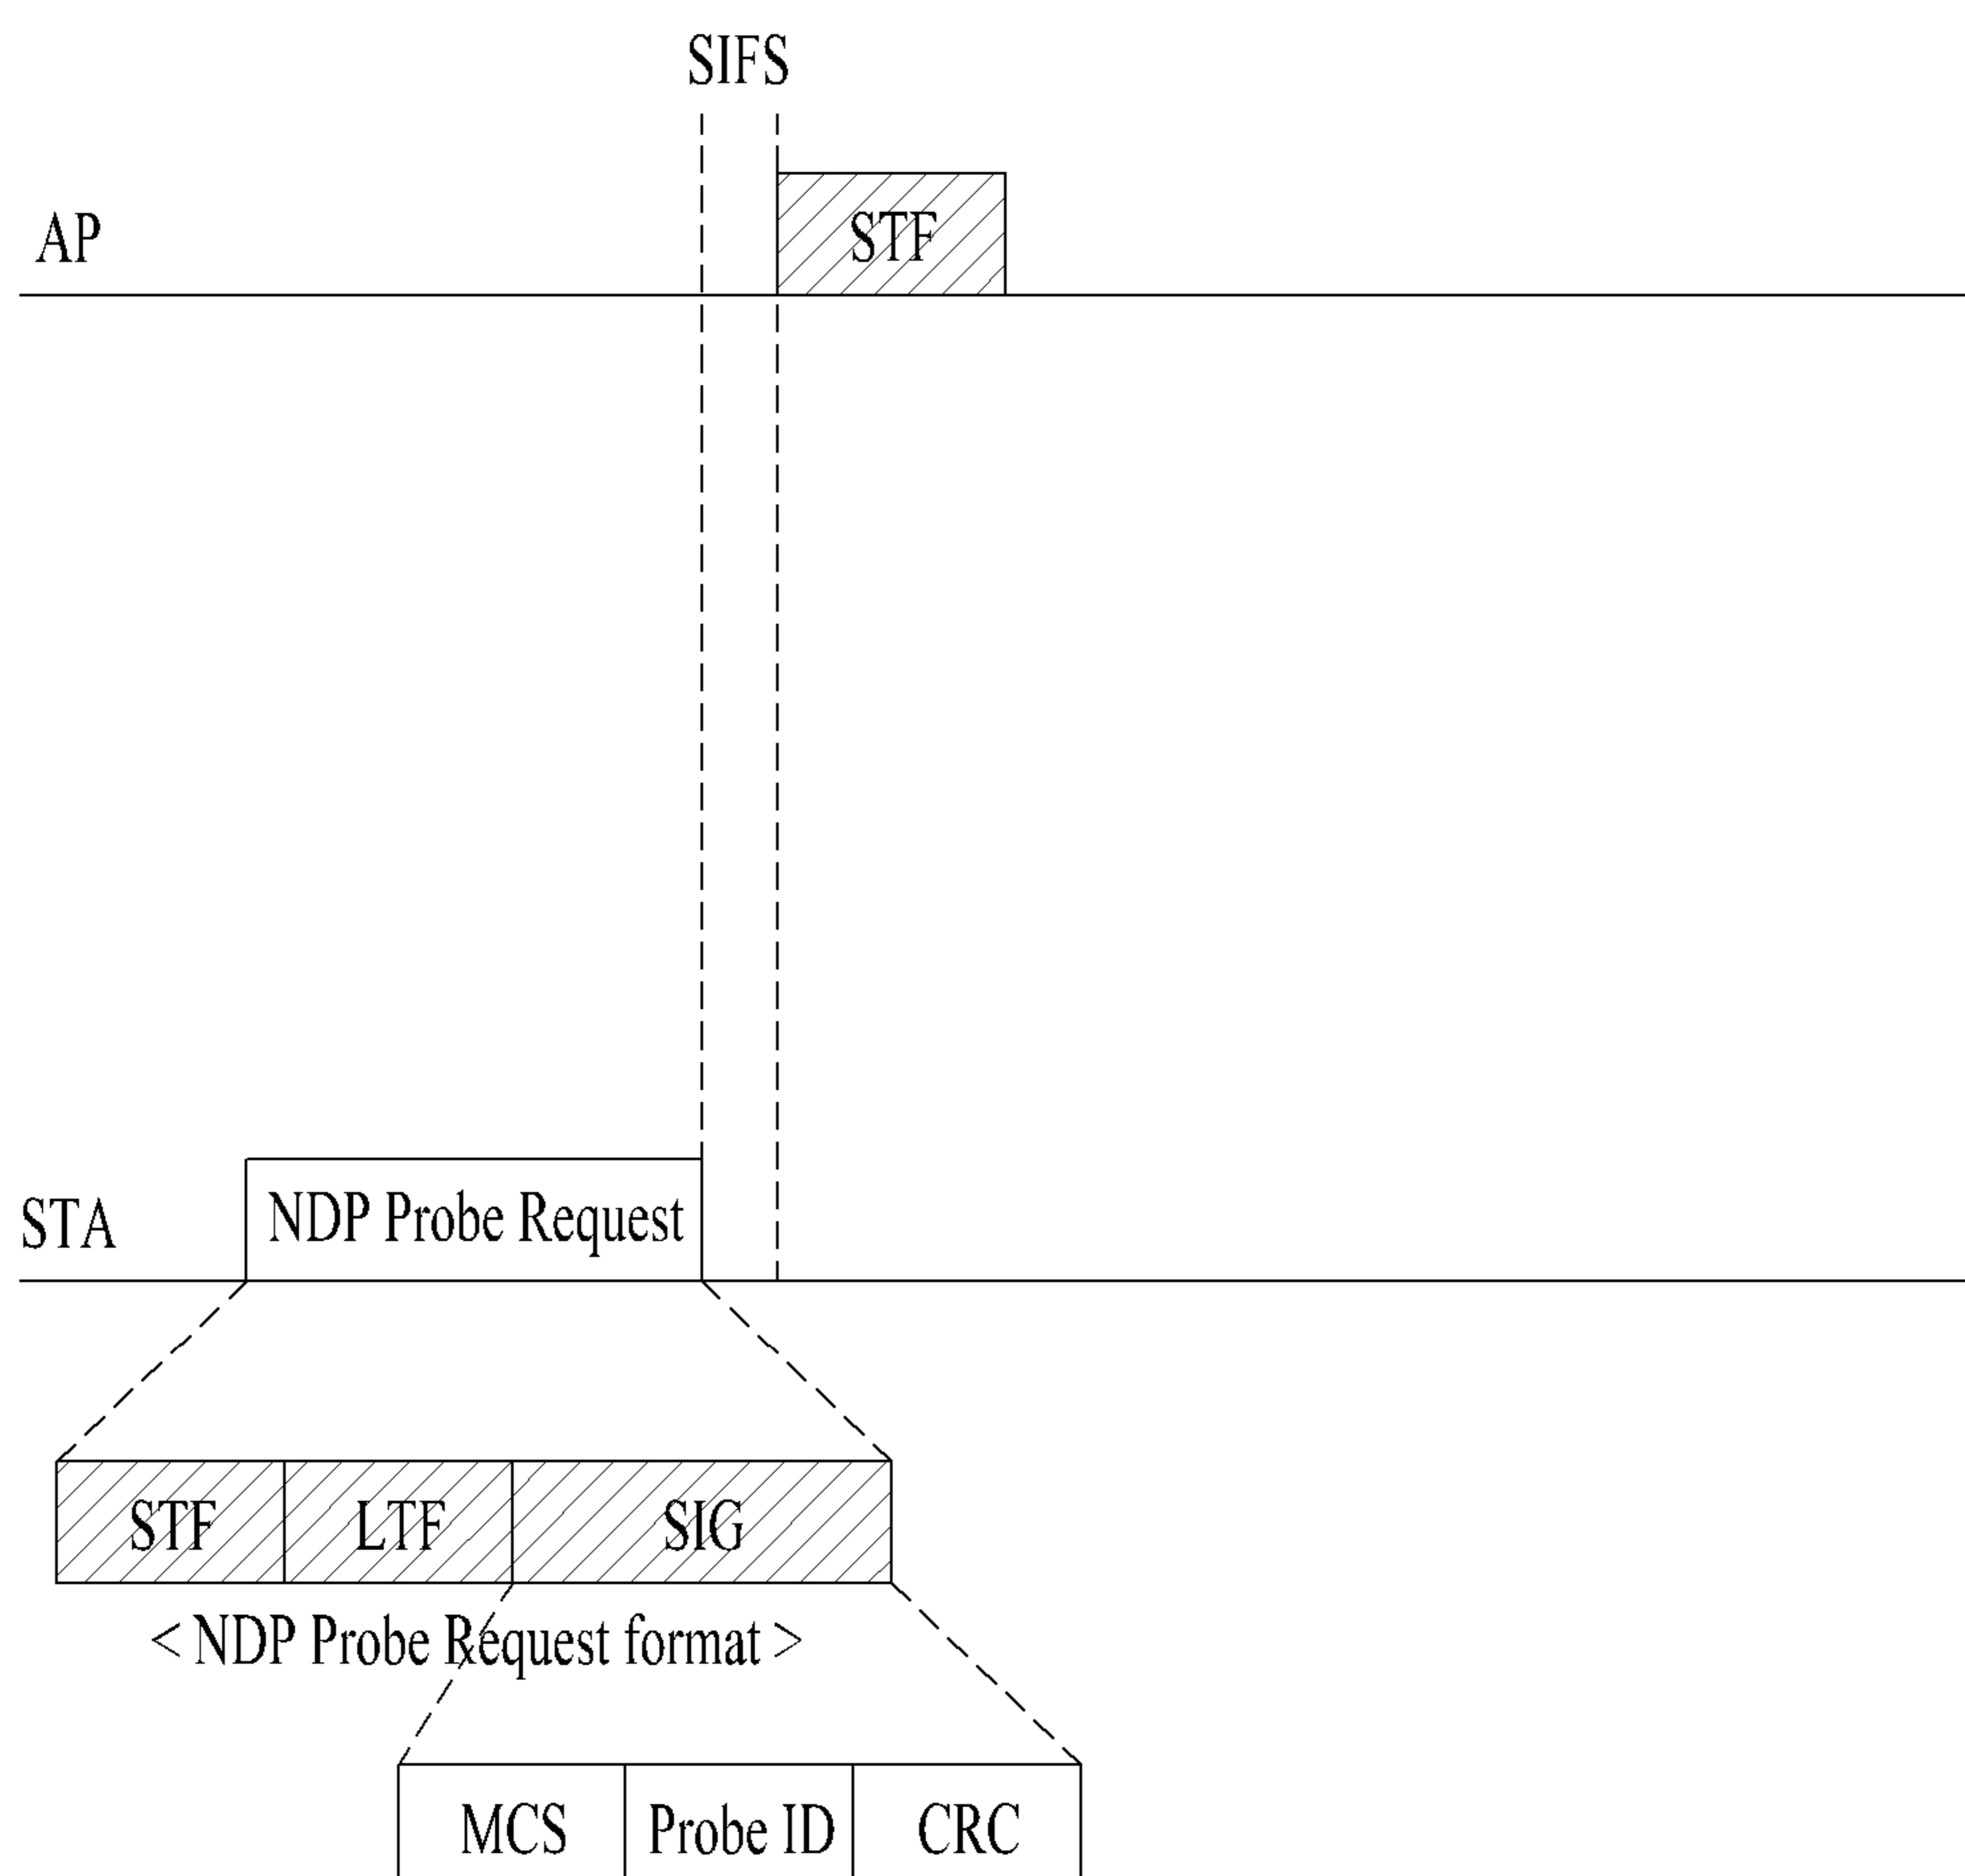 SIFS
AP
STF
STA
NDP Probe Request
STF LTF SIG
< NDP Probe Request format >
MCS Probe ID CRC